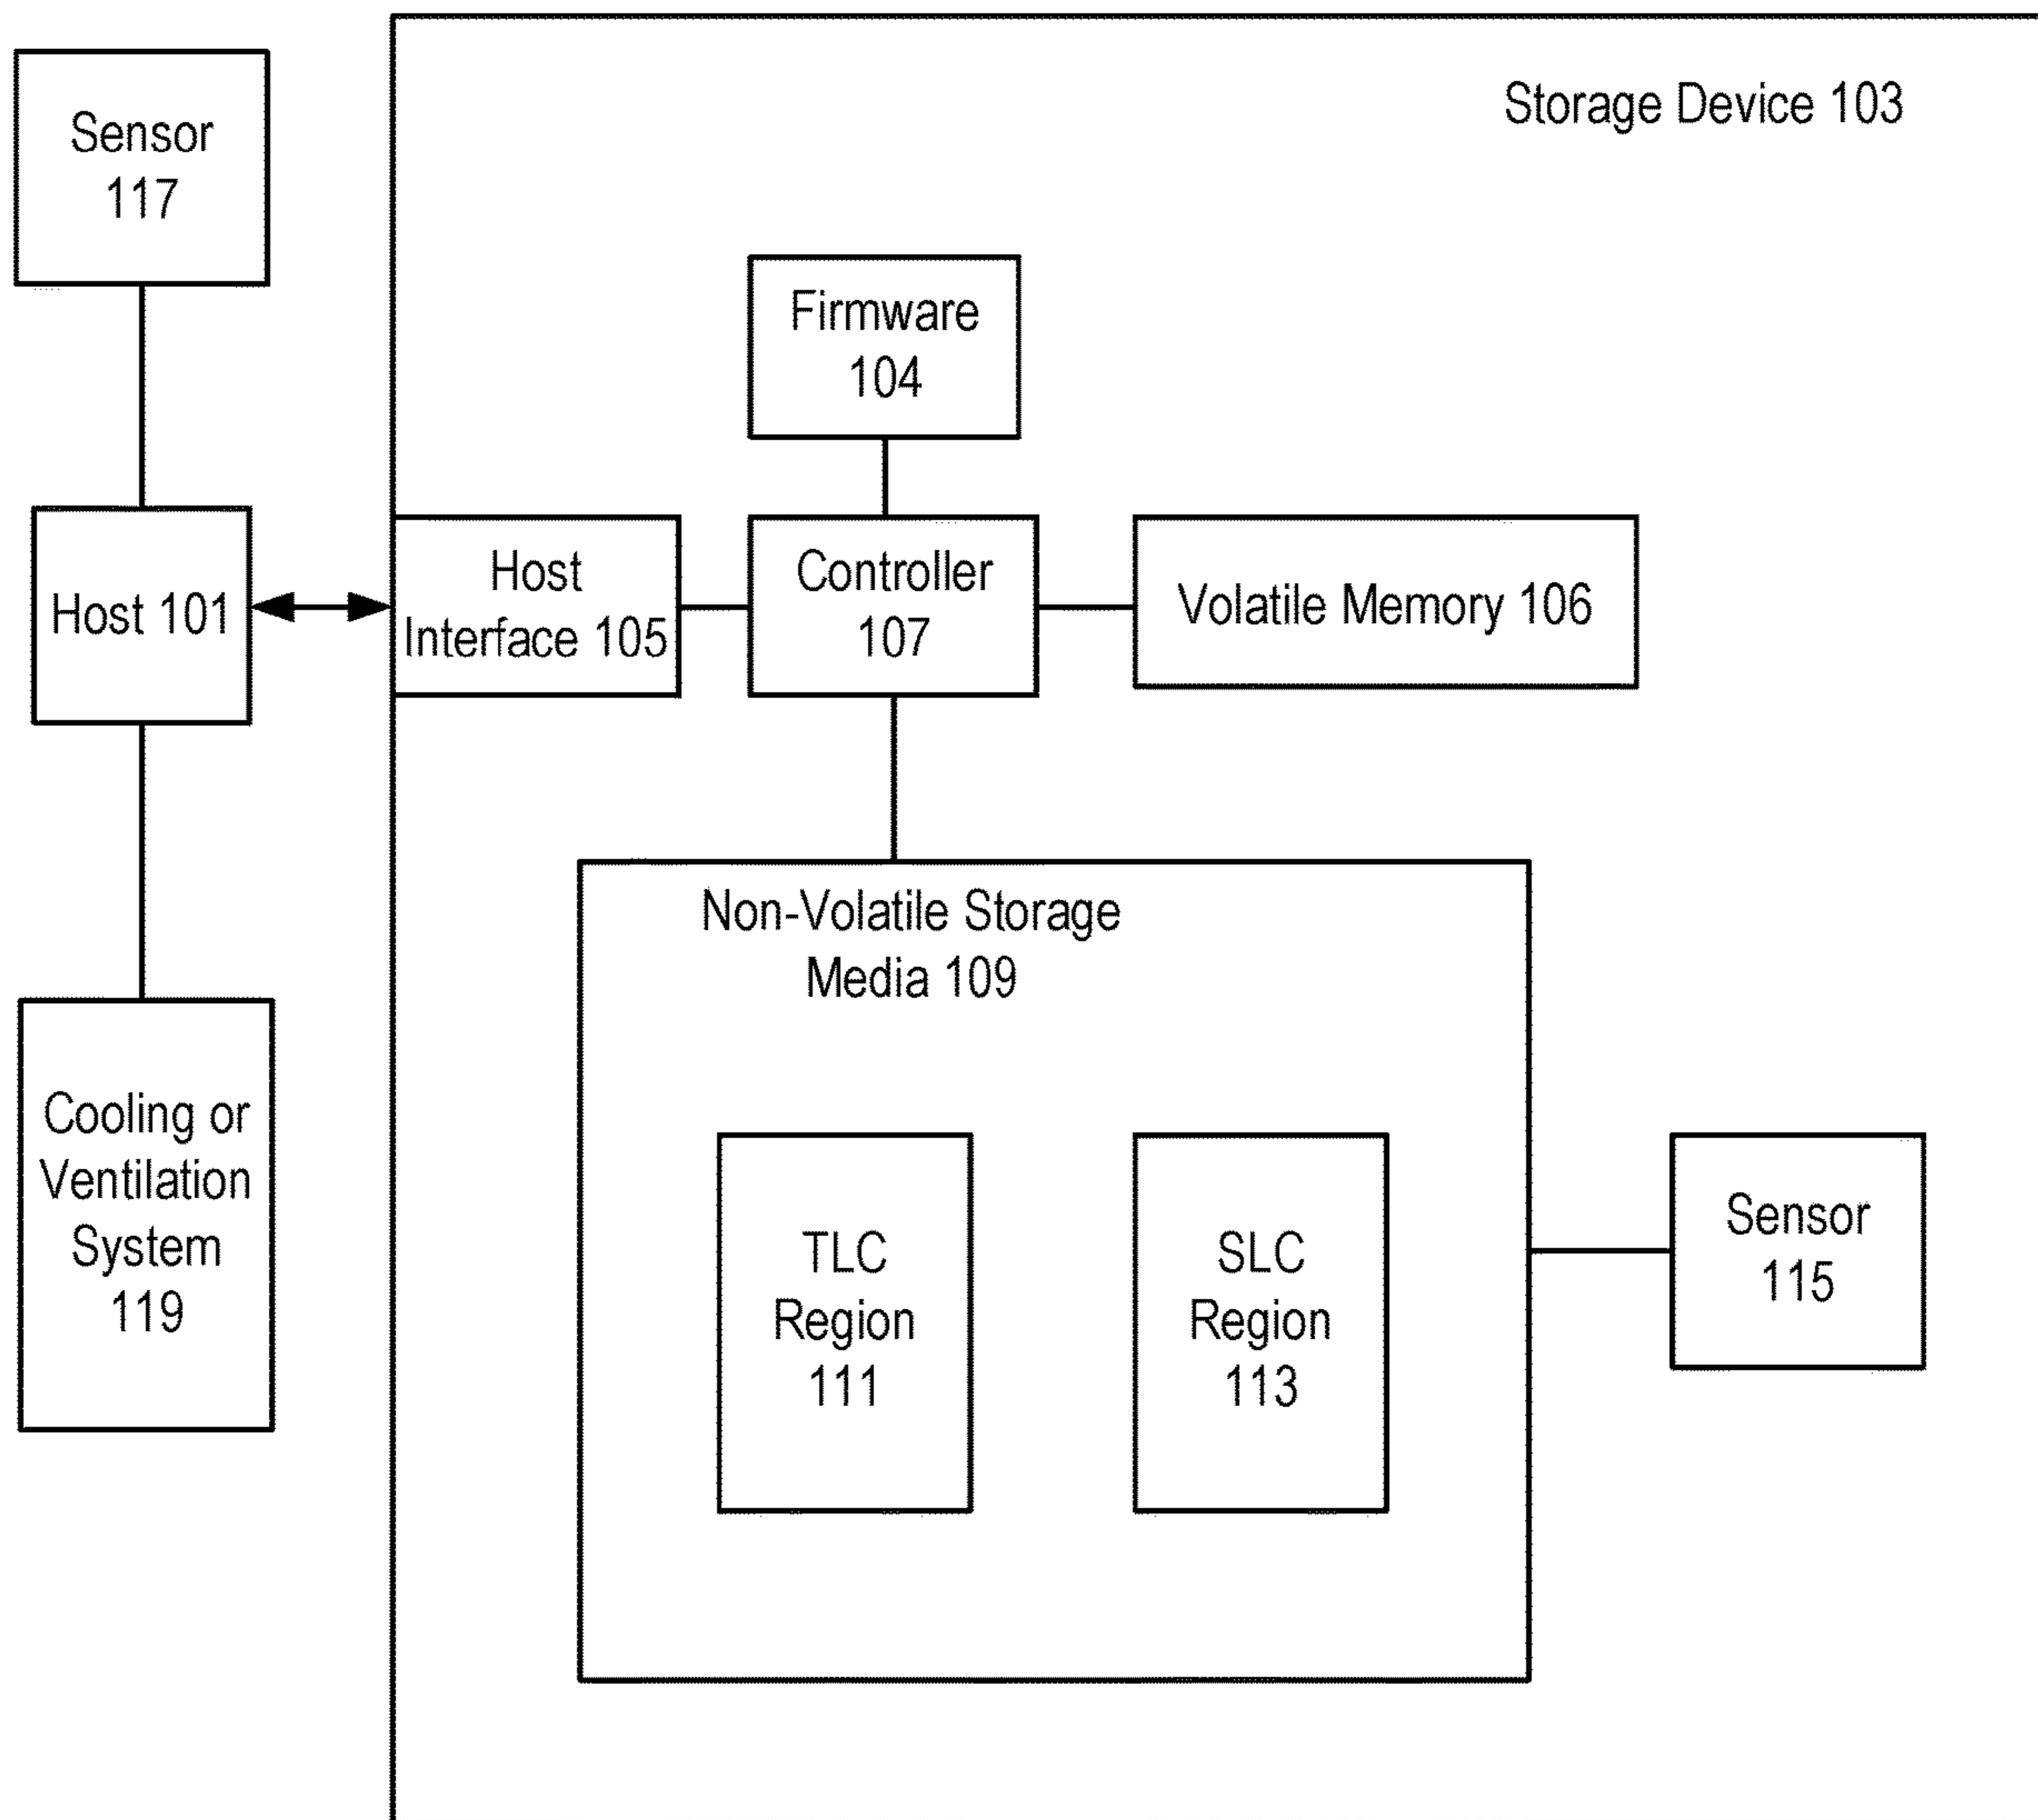 Storage Device 103
Sensor
117
Firmware
104
Host 101
Host
Interface 105
Controller
107
Volatile Memory 106
Non-Volatile Storage
Media 109
Cooling or
Ventilation
System
119
TLC
Region
111
SLC
Region
113
Sensor
115